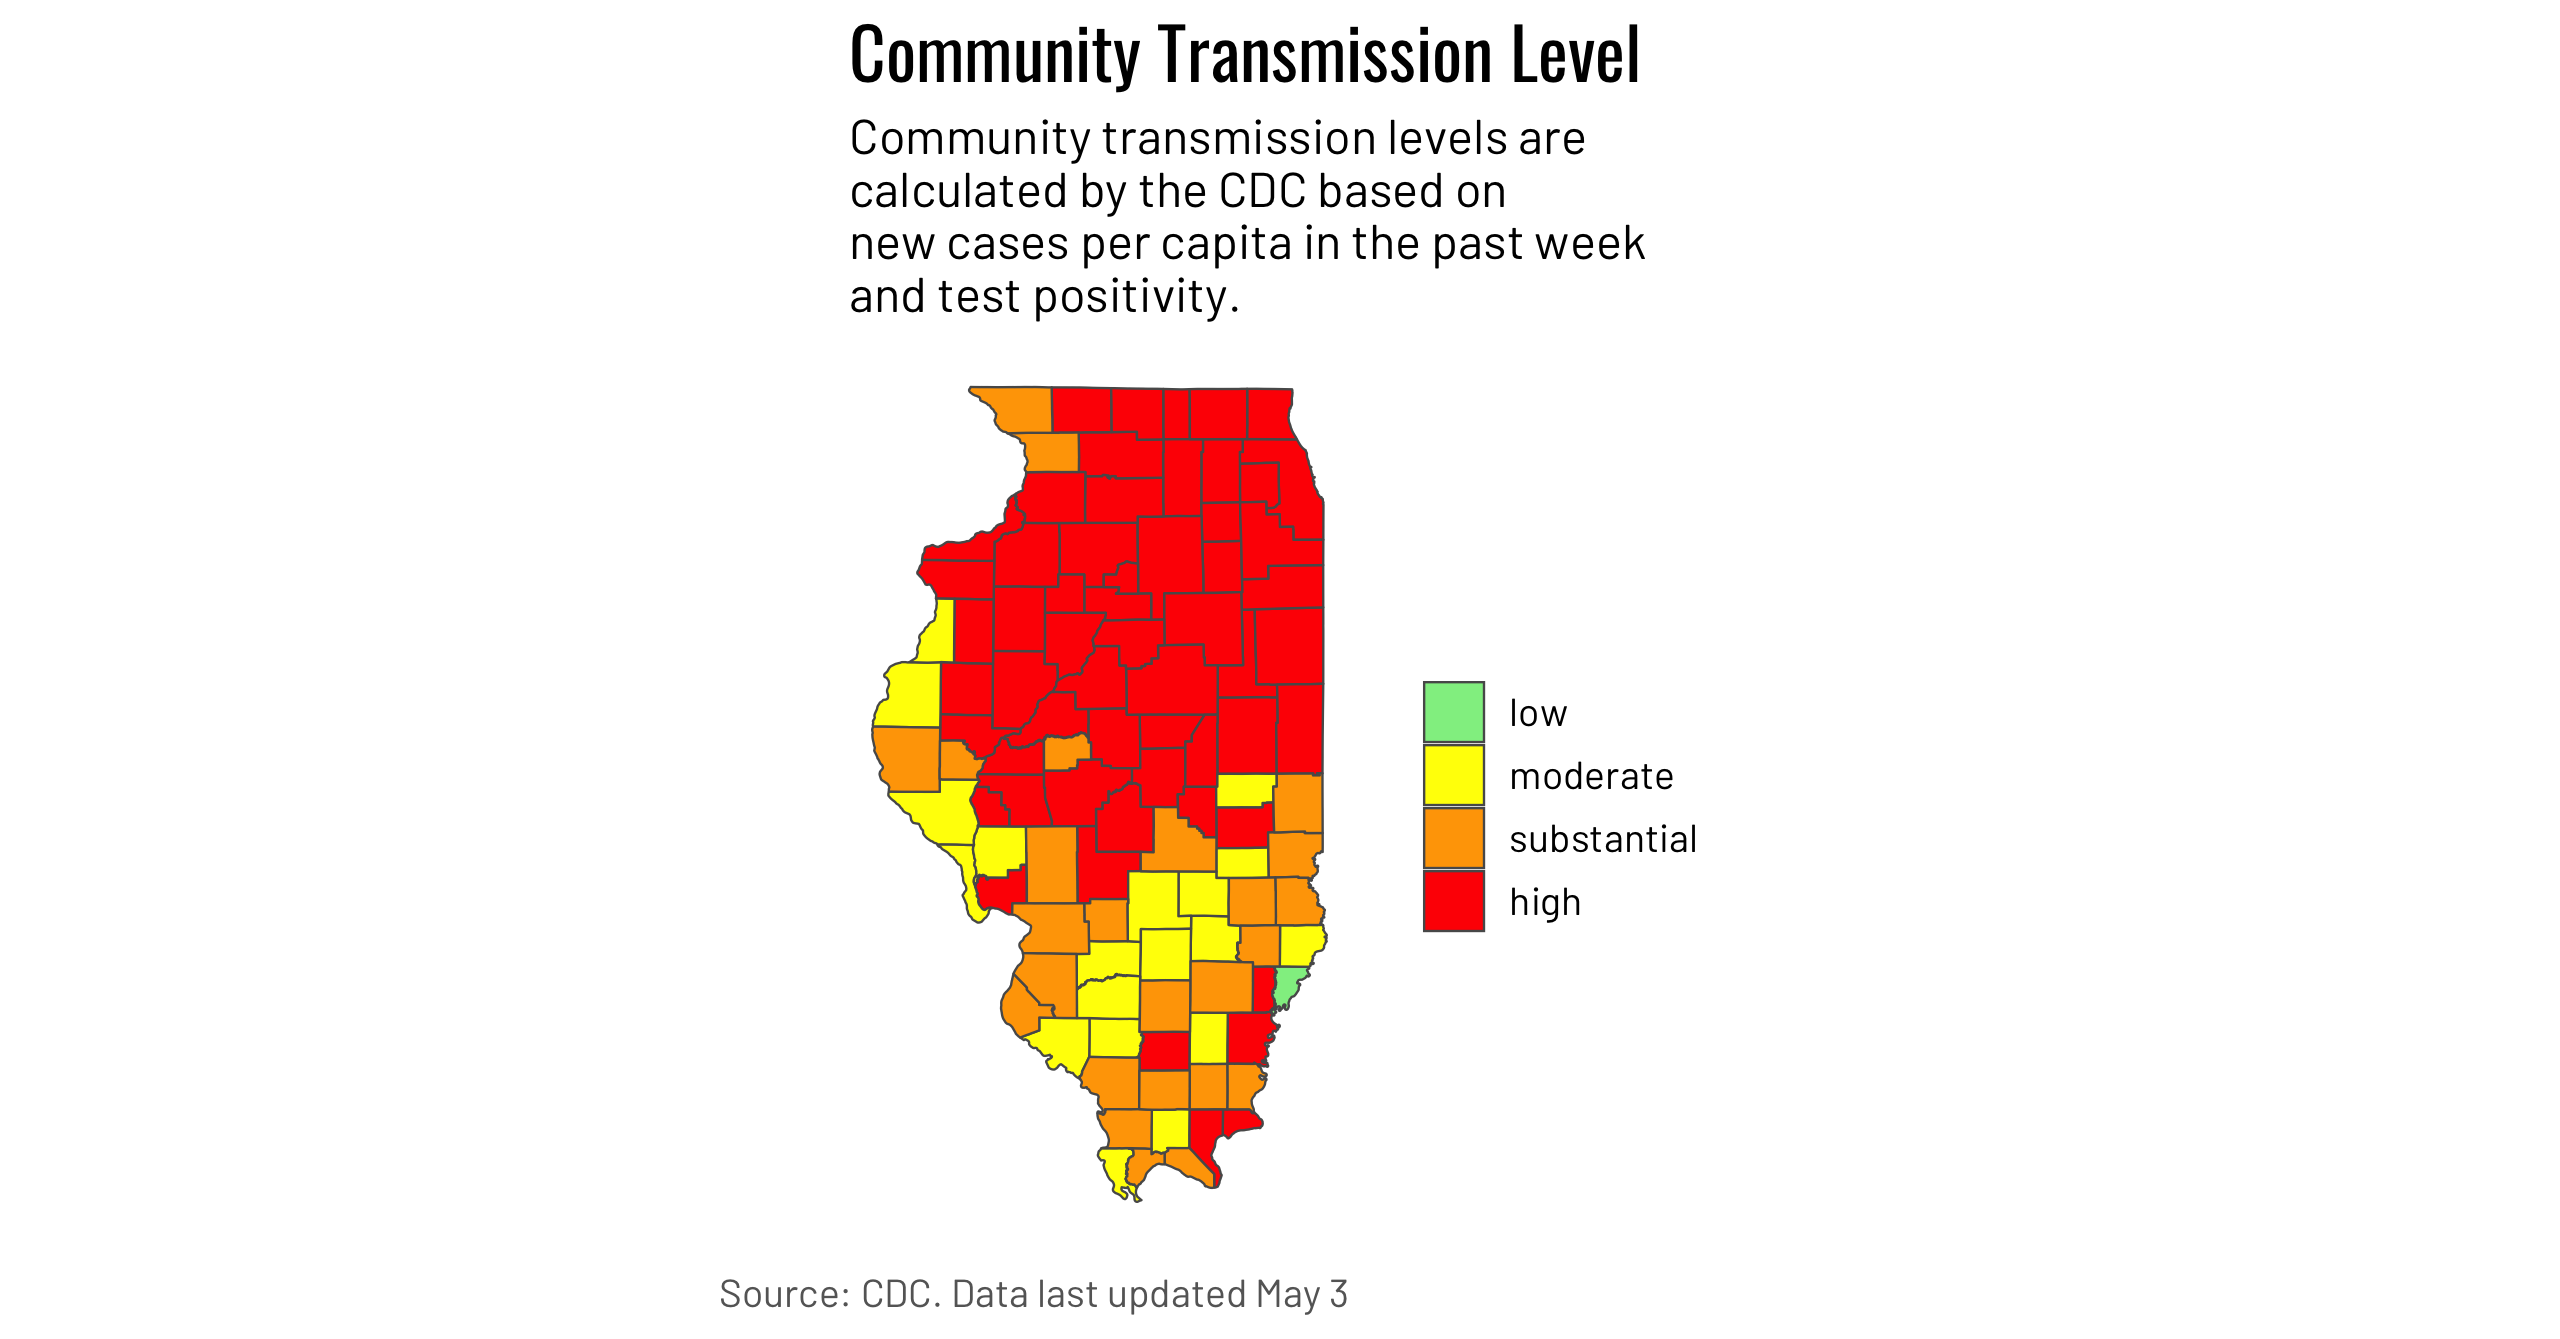 Community Transmission Level
Community transmission levels are
calculated by the CDC based on
new cases per capita in the past week
and test positivity.
low
moderate
substantial
high
Source: CDC. Data last updated May 3